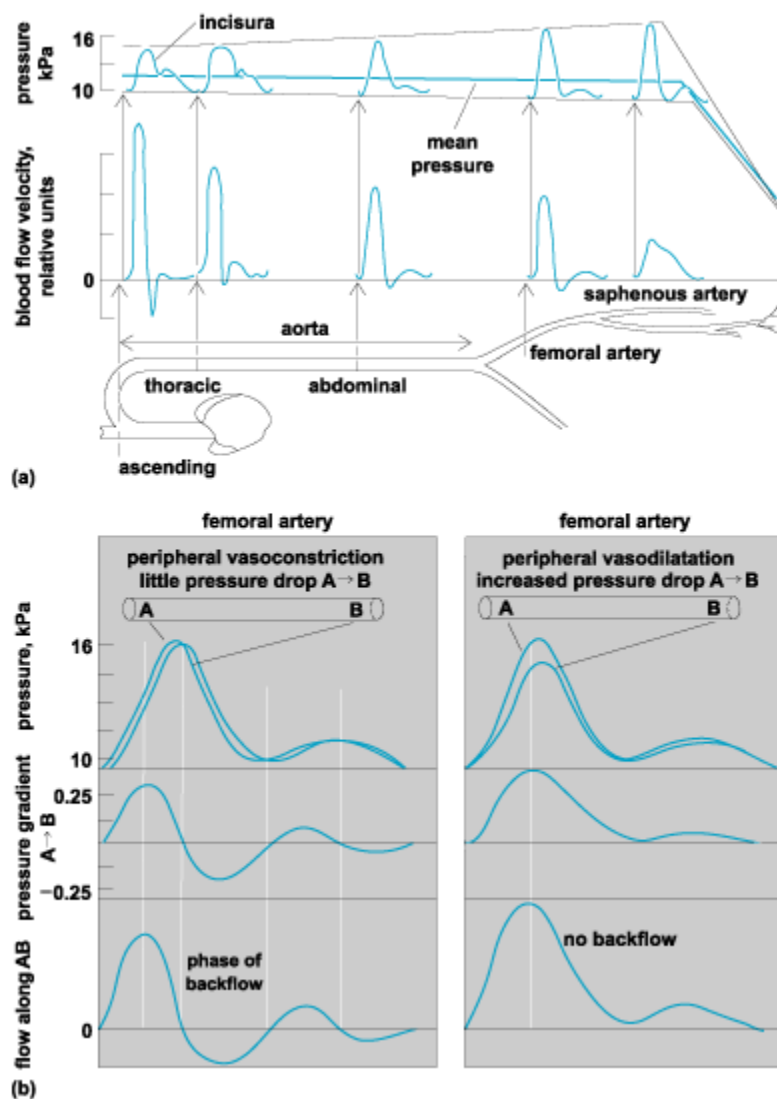 incisura
16
pressure
kPa
10
mean
pressure
blood flow velocity,
relative units
0
saphenous artery
aorta
femoral artery
thoracic
abdominal
ascending
(a)
femoral artery
peripheral vasoconstriction
little pressure drop A→B
A
B
16
pressure, kPa
10
0.25
pressure gradient
A→B
−0.25
phase of
backflow
flow along AB
0
femoral artery
peripheral vasodilatation
increased pressure drop A→B
A
B
no backflow
(b)